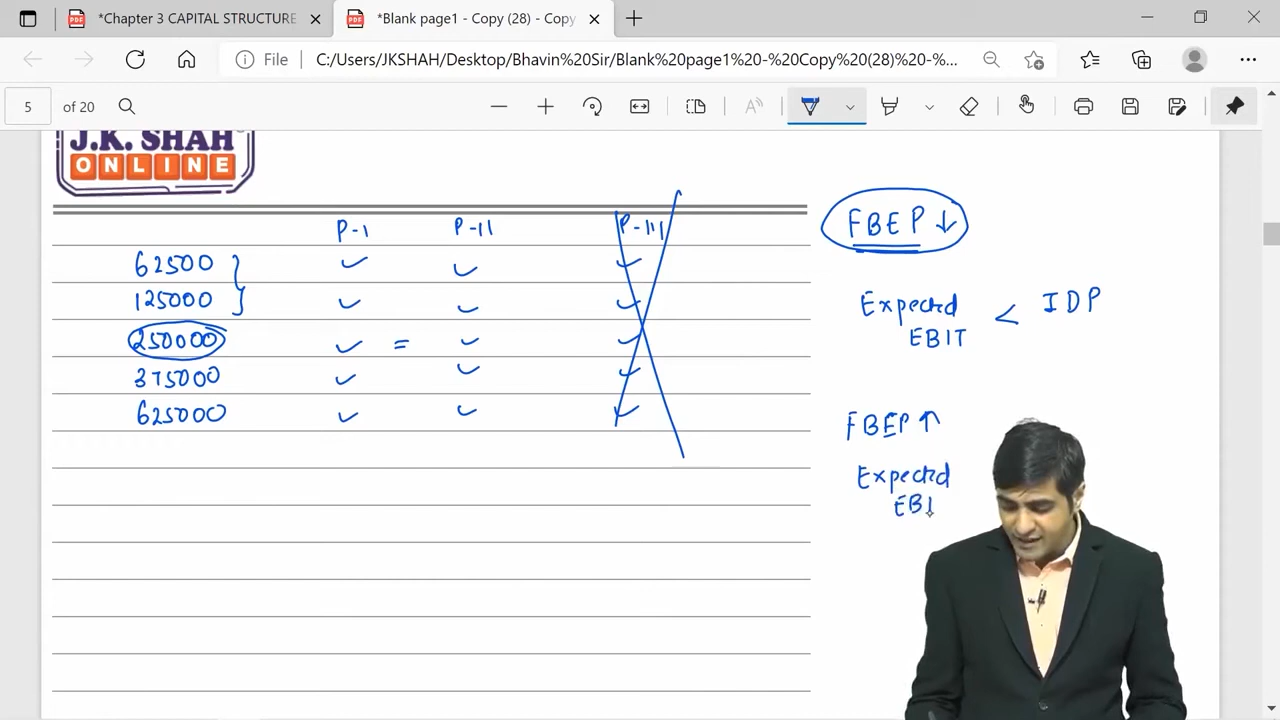 *Chapter 3 CAPITAL STRUCTURE
*Blank page1 - Copy (28) - Copy
File
C:/Users/JKSHAH/Desktop/Bhavin%20Sir/Blank%20page1%20-%20Copy%20(28)%20-%...
5 of 20
J.K. SHAH
ONLINE
P-I P-II P-III
62500
125000
250000 =
375000
625000
FBEP ↓
Expected EBIT < IDP
FBEP ↑
Expected
EBI